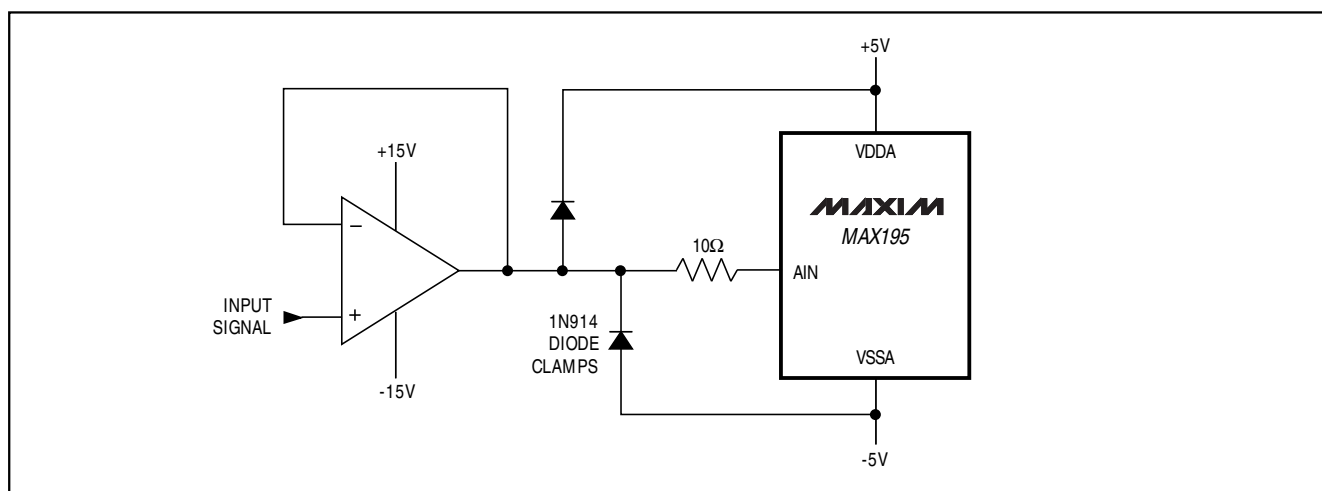 +5V
+15V
VDDA
−
MAXIM
MAX195
10Ω
AIN
INPUT
SIGNAL
+
1N914
DIODE
CLAMPS
VSSA
-15V
-5V